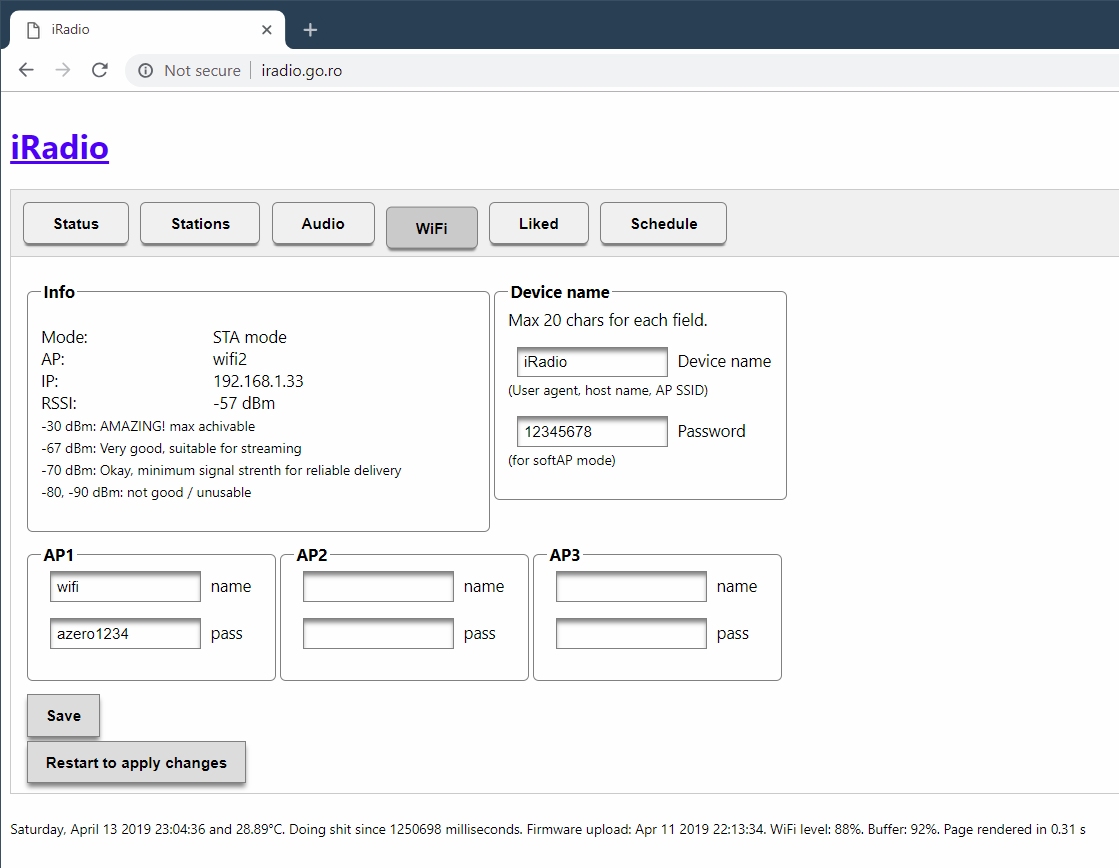 iRadio
Not secure | iradio.go.ro
iRadio
Status Stations Audio WiFi Liked Schedule
Info
Mode: STA mode
AP: wifi2
IP: 192.168.1.33
RSSI: -57 dBm
-30 dBm: AMAZING! max achivable
-67 dBm: Very good, suitable for streaming
-70 dBm: Okay, minimum signal strenth for reliable delivery
-80, -90 dBm: not good / unusable
Device name
Max 20 chars for each field.
iRadio Device name
(User agent, host name, AP SSID)
12345678 Password
(for softAP mode)
AP1
wifi name
azero1234 pass
AP2
name
pass
AP3
name
pass
Save
Restart to apply changes
Saturday, April 13 2019 23:04:36 and 28.89°C. Doing shit since 1250698 milliseconds. Firmware upload: Apr 11 2019 22:13:34. WiFi level: 88%. Buffer: 92%. Page rendered in 0.31 s